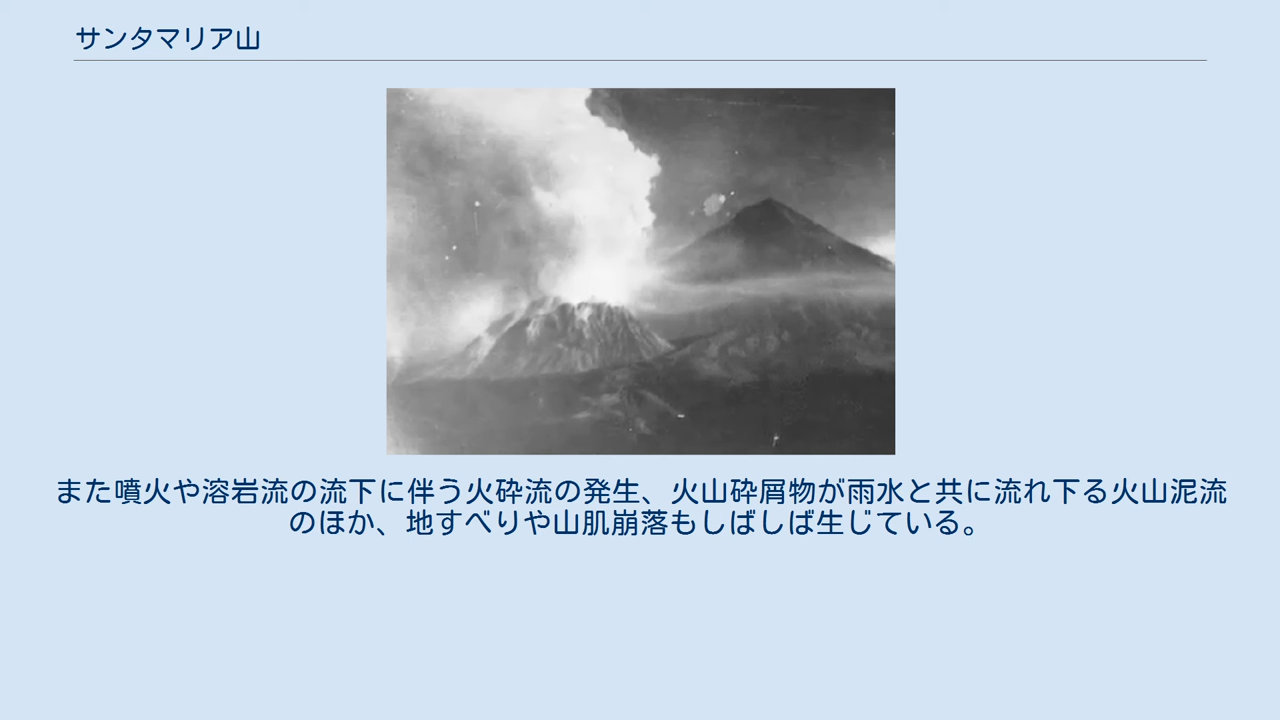 サンタマリア山
また噴火や溶岩流の流下に伴う火砕流の発生、火山砕屑物が雨水と共に流れ下る火山泥流
のほか、地すべりや山肌崩落もしばしば生じている。